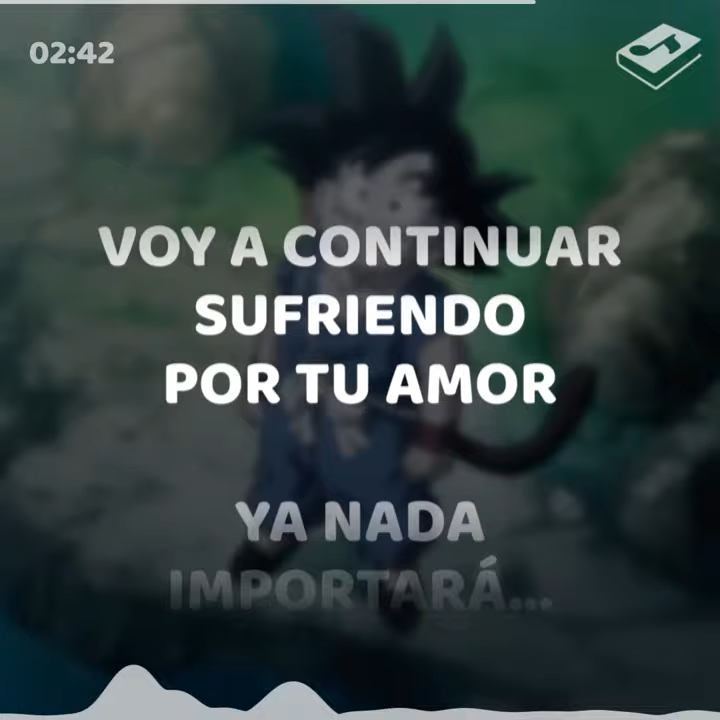 02:42
VOY A CONTINUAR
SUFRIENDO
POR TU AMOR
YA NADA
IMPORTARÁ...